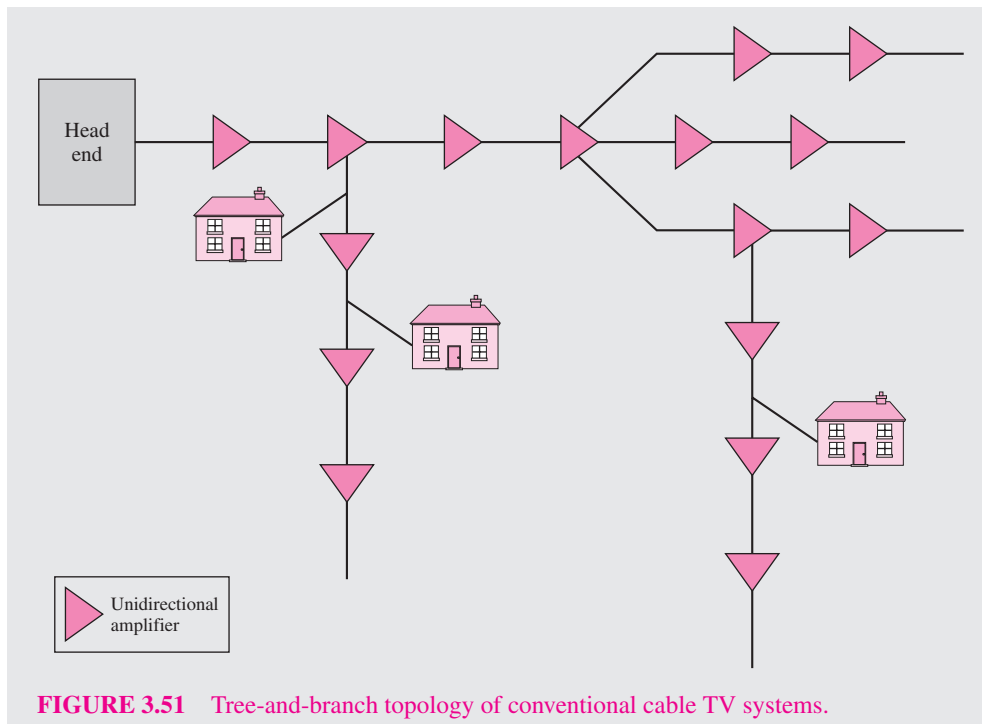 Head
end
Unidirectional
amplifier
FIGURE 3.51 Tree-and-branch topology of conventional cable TV systems.